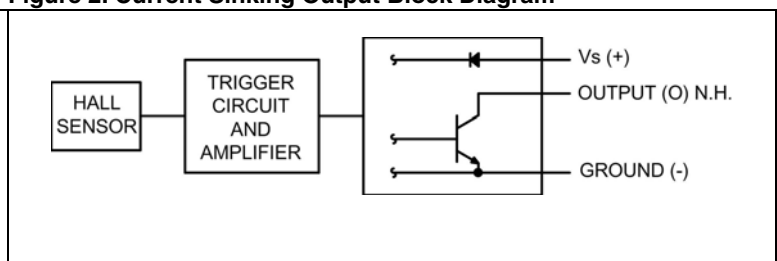 Figure 2. Current Sinking Output Block Diagram
HALL
SENSOR
TRIGGER
CIRCUIT
AND
AMPLIFIER
Vs (+)
OUTPUT (O) N.H.
GROUND (-)